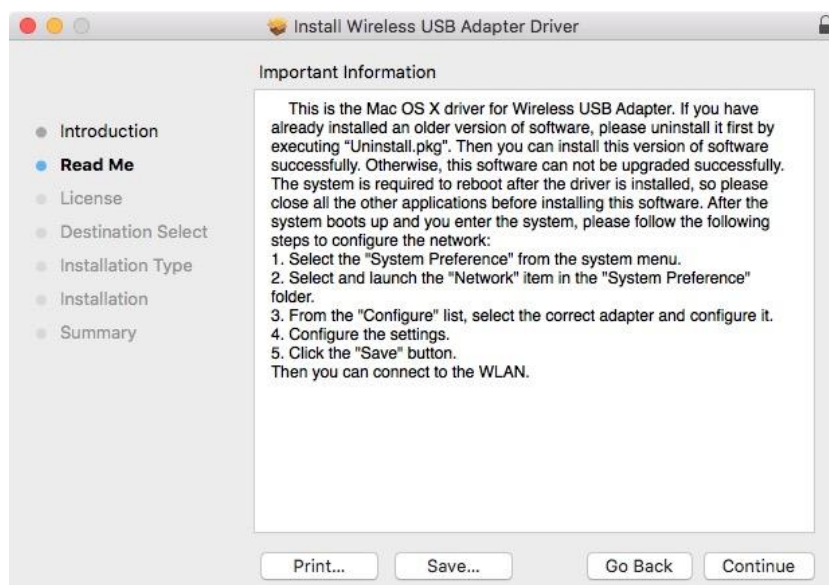 Install Wireless USB Adapter Driver
Important Information
Introduction
Read Me
License
Destination Select
Installation Type
Installation
Summary
This is the Mac OS X driver for Wireless USB Adapter. If you have
already installed an older version of software, please uninstall it first by
executing “Uninstall.pkg". Then you can install this version of software
successfully. Otherwise, this software can not be upgraded successfully.
The system is required to reboot after the driver is installed, so please
close all the other applications before installing this software. After the
system boots up and you enter the system, please follow the following
steps to configure the network:
1. Select the "System Preference" from the system menu.
2. Select and launch the "Network" item in the "System Preference"
folder.
3. From the "Configure" list, select the correct adapter and configure it.
4. Configure the settings.
5. Click the "Save" button.
Then you can connect to the WLAN.
Print... Save... Go Back Continue